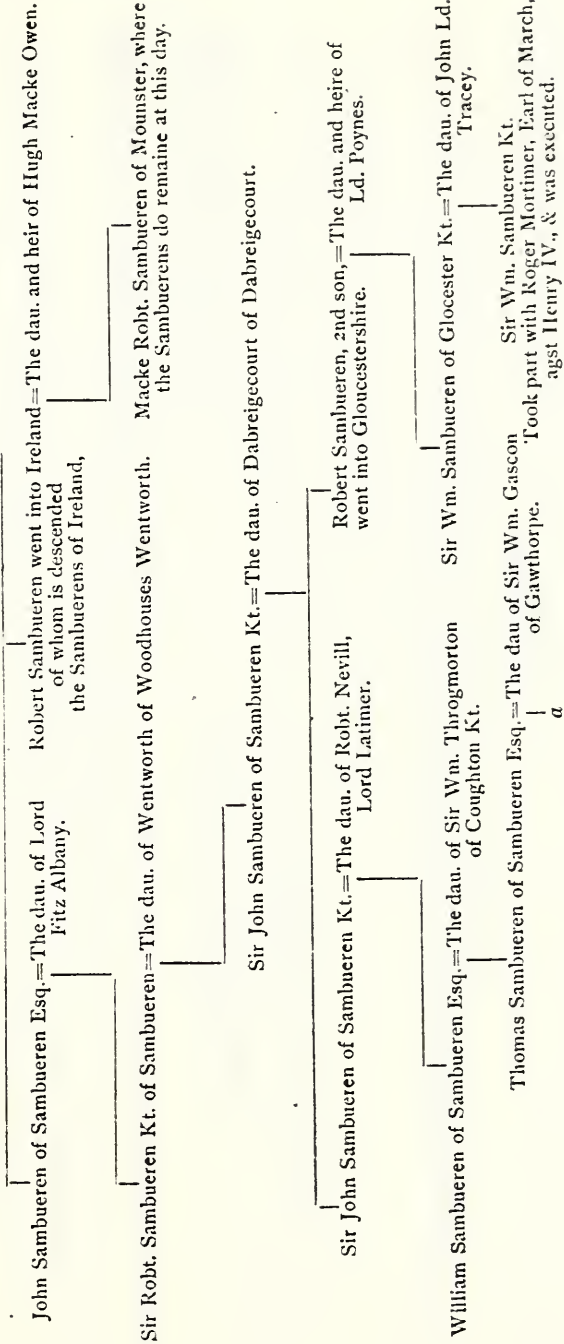 John Sambueren of Sambueren Esq.=The dau. of Lord
Fitz Albany.
Robert Sambueren went into Ireland=The dau. and heir of Hugh Macke Owen.
of whom is descended
the Sambuerens of Ireland,
Sir Robt. Sambueren Kt. of Sambueren=The dau. of Wentworth of Woodhouses Wentworth.
Macke Robt. Sambueren of Mounster, where
the Sambuerens do remaine at this day.
Sir John Sambueren of Sambueren Kt.=The dau. of Dabreigecourt of Dabreigecourt.
Sir John Sambueren of Sambueren Kt.=The dau. of Robt. Nevill,
Lord Latimer.
Robert Sambueren, 2nd son,=The dau. and heire of
went into Gloucestershire. Ld. Poynes.
William Sambueren of Sambueren Esq.=The dau. of Sir Wm. Throgmorton
of Coughton Kt.
Sir Wm. Sambueren of Glocester Kt.=The dau. of John Ld.
Tracey.
Thomas Sambueren of Sambueren Esq.=The dau of Sir Wm. Gascon
of Gawthorpe.
a
Sir Wm. Sambueren Kt.
Took part with Roger Mortimer, Earl of March,
agst Henry IV., & was executed.